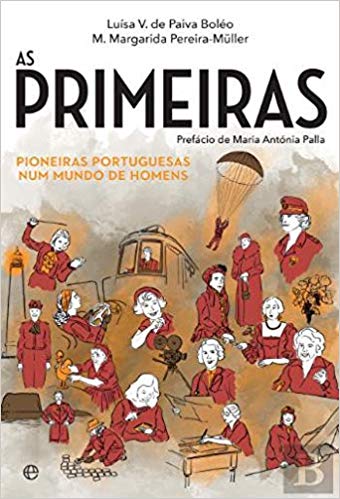 Luísa V. de Paiva Boléo
M. Margarida Pereira-Müller
AS
PRIMEIRAS
Prefácio de Maria Antónia Palla
PIONEIRAS PORTUGUESAS
NUM MUNDO DE HOMENS
e
B